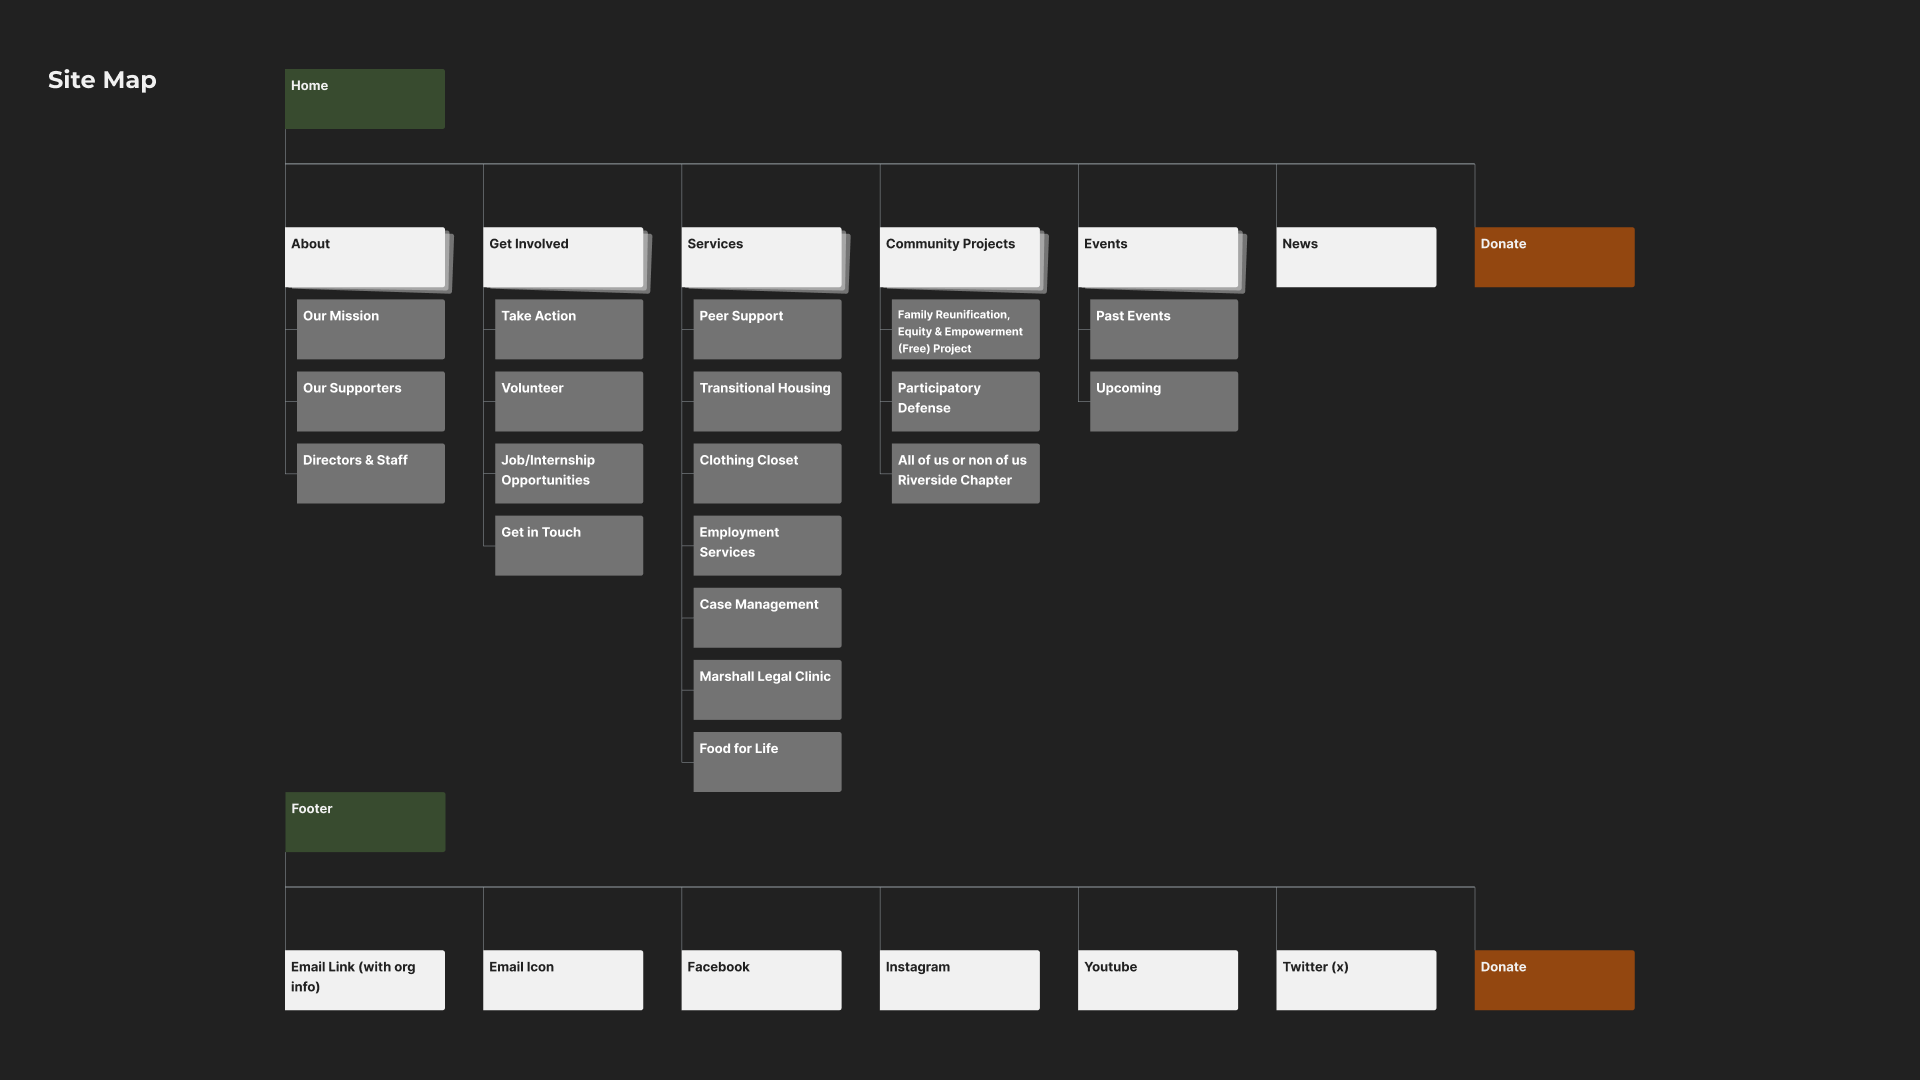 Site Map
Home
About
Get Involved
Services
Community Projects
Events
News
Donate
Our Mission
Our Supporters
Directors & Staff
Take Action
Volunteer
Job/Internship
Opportunities
Get in Touch
Peer Support
Transitional Housing
Clothing Closet
Employment
Services
Case Management
Marshall Legal Clinic
Food for Life
Family Reunification,
Equity & Empowerment
(Free) Project
Participatory
Defense
All of us or non of us
Riverside Chapter
Past Events
Upcoming
Footer
Email Link (with org
info)
Email Icon
Facebook
Instagram
Youtube
Twitter (x)
Donate